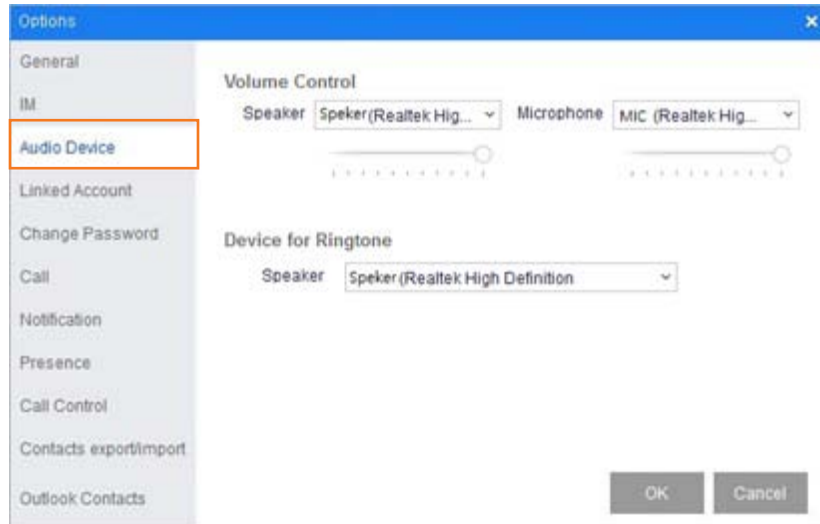 Options
General
IM
Audio Device
Linked Account
Change Password
Call
Notification
Presence
Call Control
Contacts export/import
Outlook Contacts
Volume Control
Speaker Speker(Realtek Hig... Microphone MIC (Realtek Hig...
Device for Ringtone
Speaker Speker(Realtek High Definition
OK Cancel